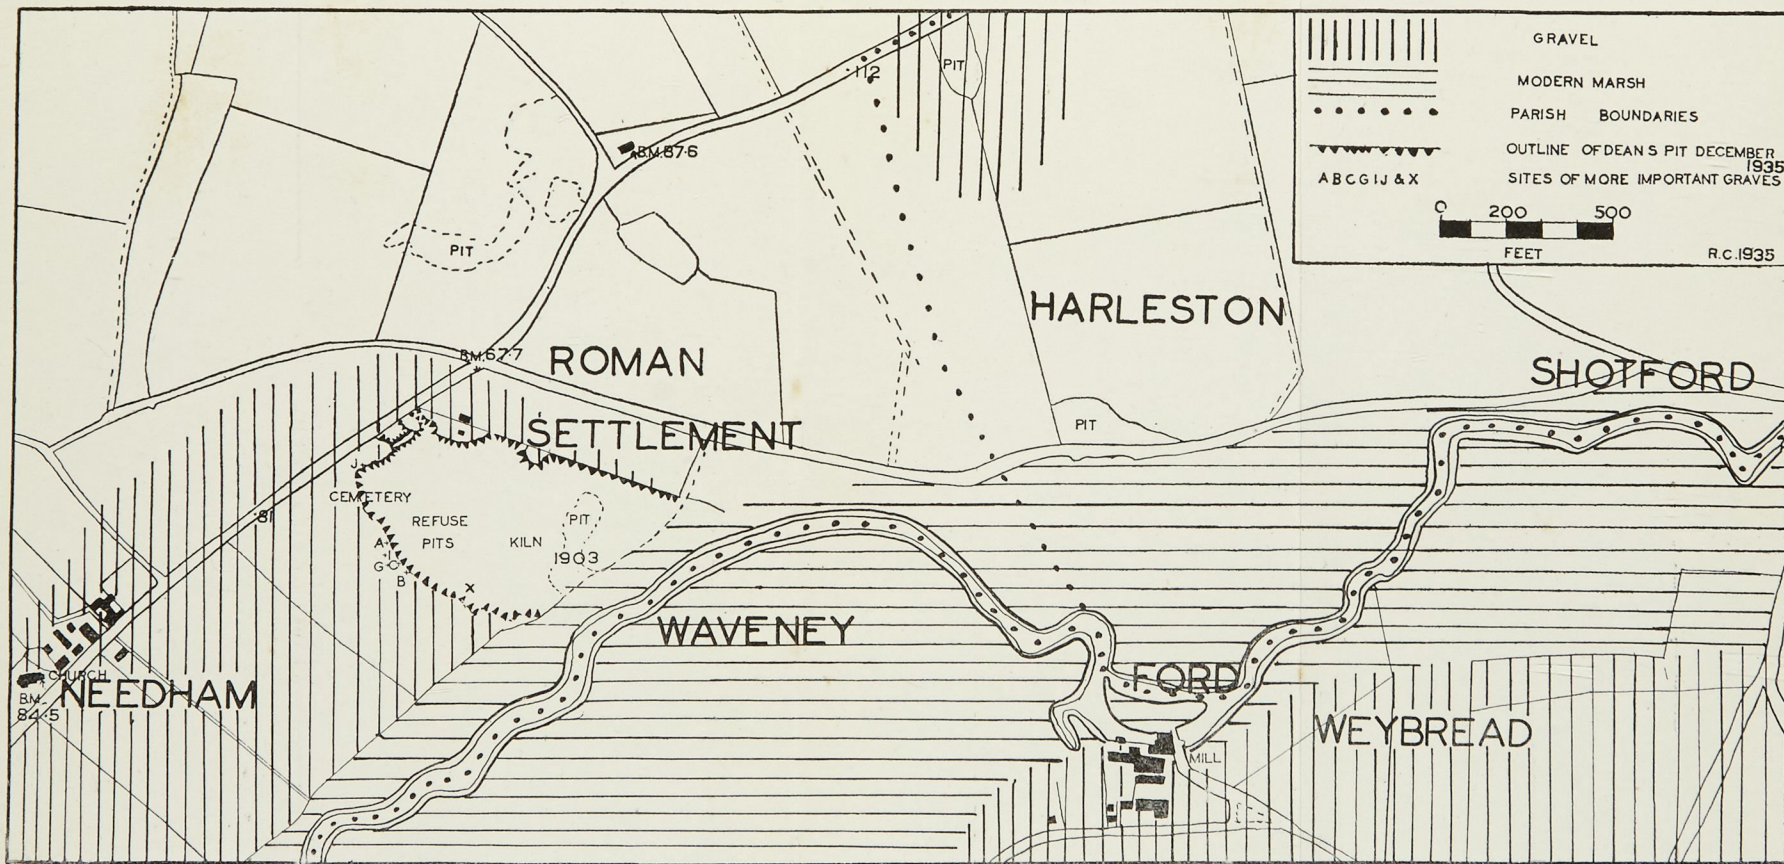 GRAVEL
MODERN MARSH
PARISH BOUNDARIES
OUTLINE OF DEANS PIT DECEMBER
1935
ABCGIJ & X SITES OF MORE IMPORTANT GRAVES
0 200 500
FEET
R.C.1935
·112
PIT
B.M.87·6
PIT
HARLESTON
B.M.67·7
ROMAN
SHOTFORD
SETTLEMENT
PIT
J
CEMETERY
·81
REFUSE
PITS
KILN
PIT
1903
A
I
G
C
B
X
WAVENEY
FORD
CHURCH
NEEDHAM
B.M.
84·5
WEYBREAD
MILL